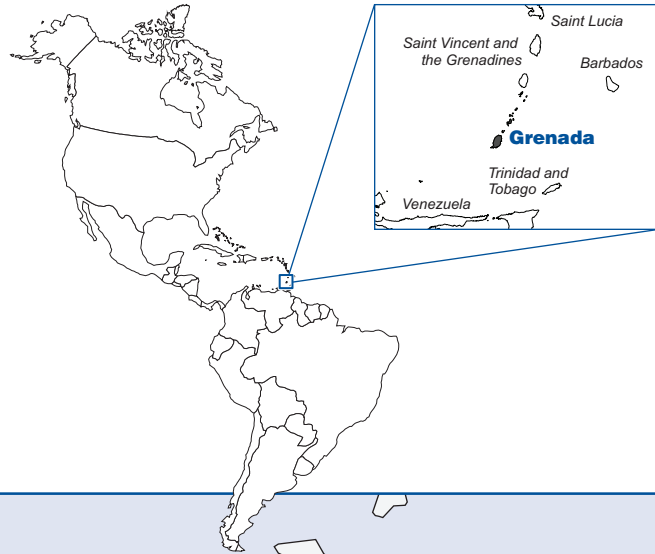 Saint Lucia
Saint Vincent and
the Grenadines
Barbados
Grenada
Trinidad and
Tobago
Venezuela